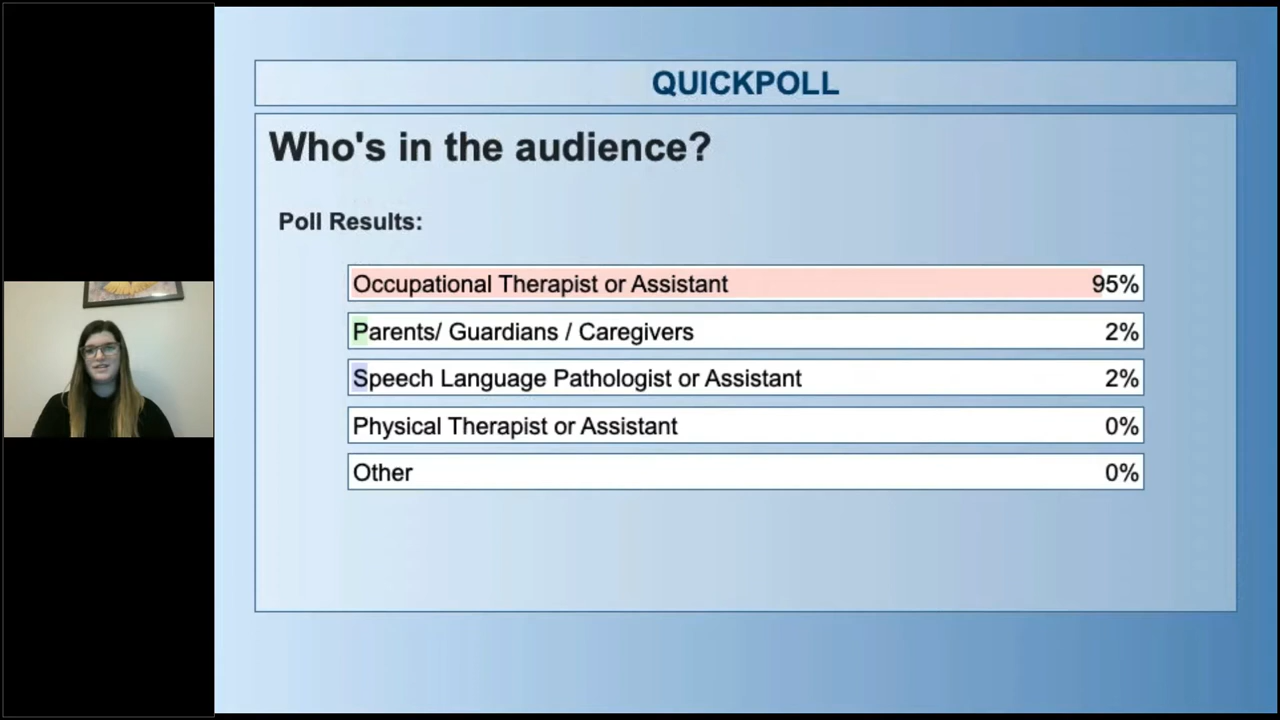 QUICKPOLL
Who's in the audience?
Poll Results:
Occupational Therapist or Assistant 95%
Parents/ Guardians / Caregivers 2%
Speech Language Pathologist or Assistant 2%
Physical Therapist or Assistant 0%
Other 0%